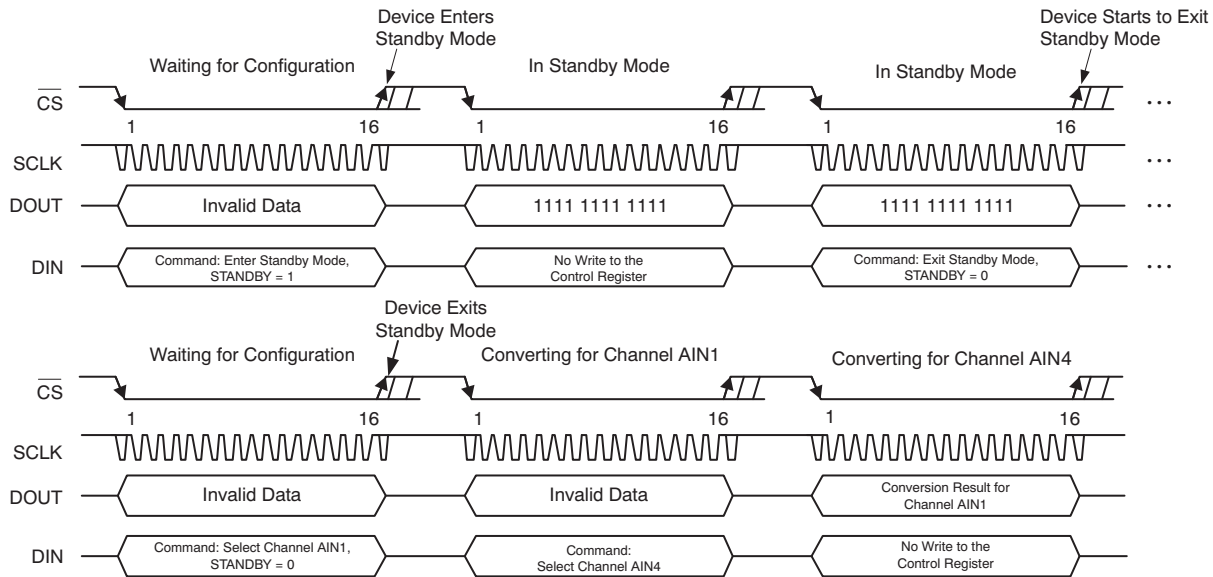 Device Enters
Standby Mode
Device Starts to Exit
Standby Mode
Waiting for Configuration
In Standby Mode
In Standby Mode
CS
1
16
1
16
1
16
...
SCLK
...
DOUT
Invalid Data
1111 1111 1111
1111 1111 1111
...
DIN
Command: Enter Standby Mode,
STANDBY = 1
No Write to the
Control Register
Command: Exit Standby Mode,
STANDBY = 0
...
Device Exits
Standby Mode
Waiting for Configuration
Converting for Channel AIN1
Converting for Channel AIN4
CS
1
16
1
16
1
16
SCLK
DOUT
Invalid Data
Invalid Data
Conversion Result for
Channel AIN1
DIN
Command: Select Channel AIN1,
STANDBY = 0
Command:
Select Channel AIN4
No Write to the
Control Register